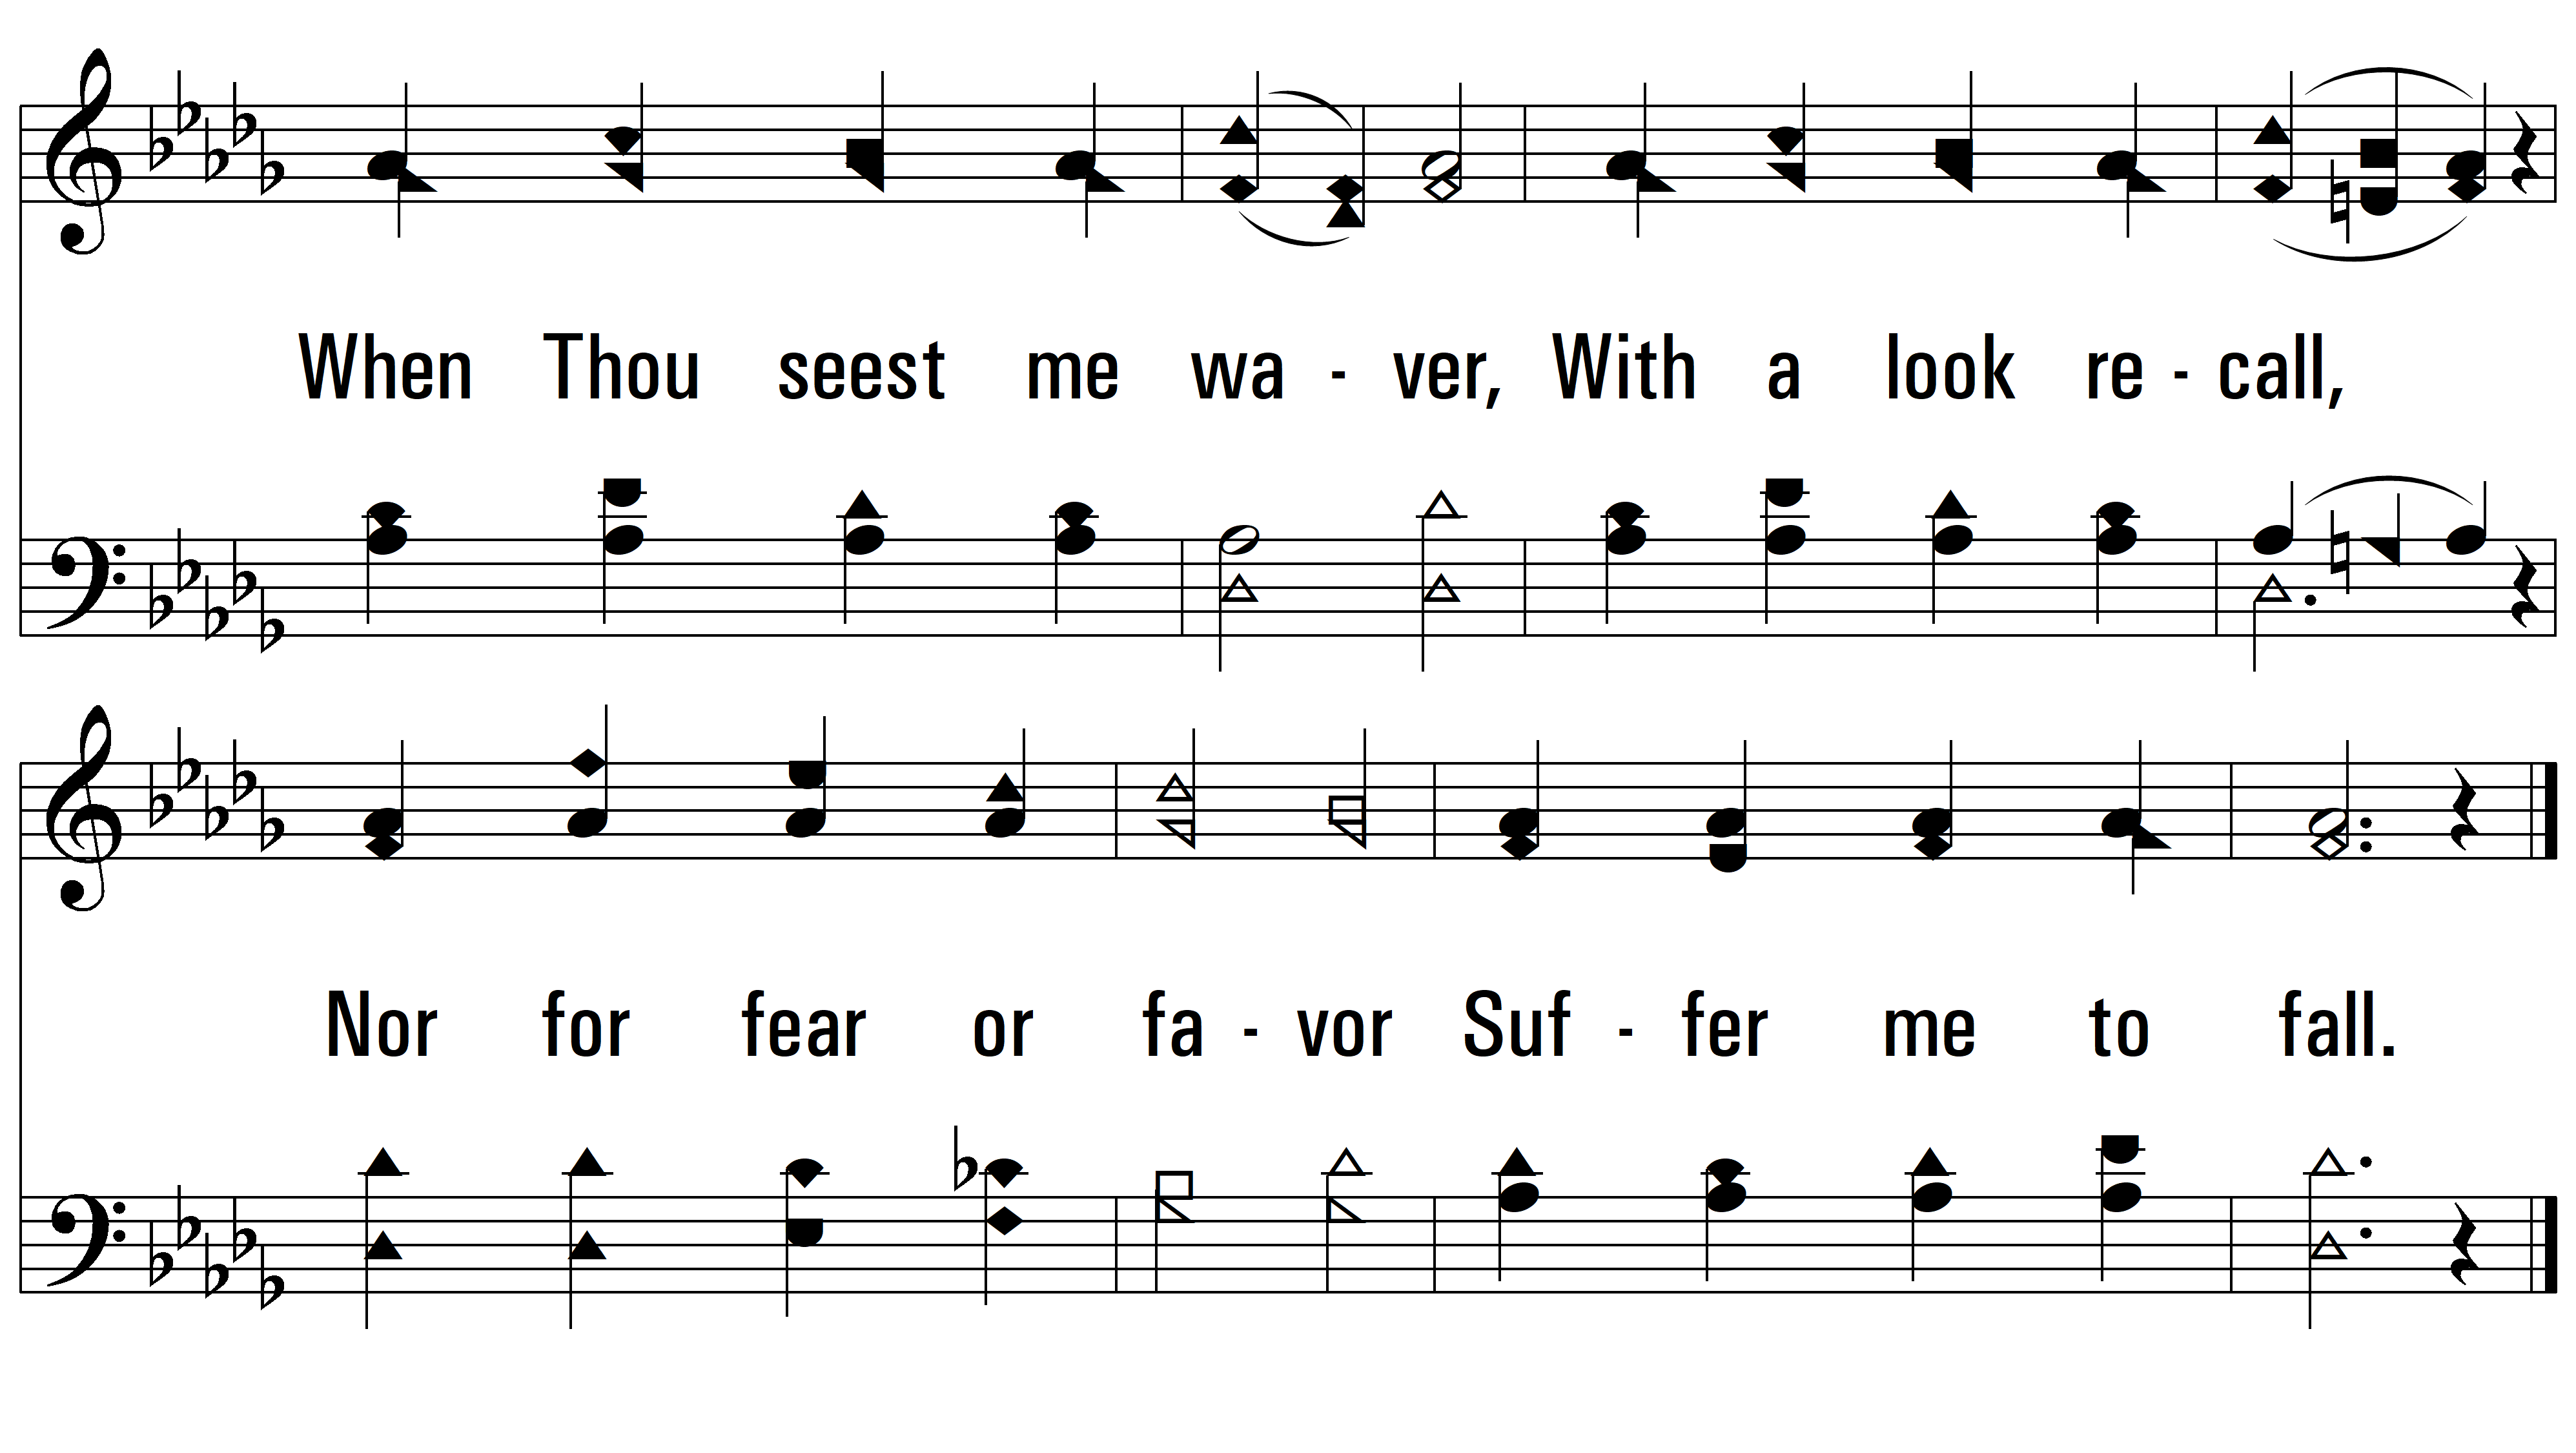 When Thou seest me wa - ver, With a look re - call,
Nor for fear or fa - vor Suf - fer me to fall.